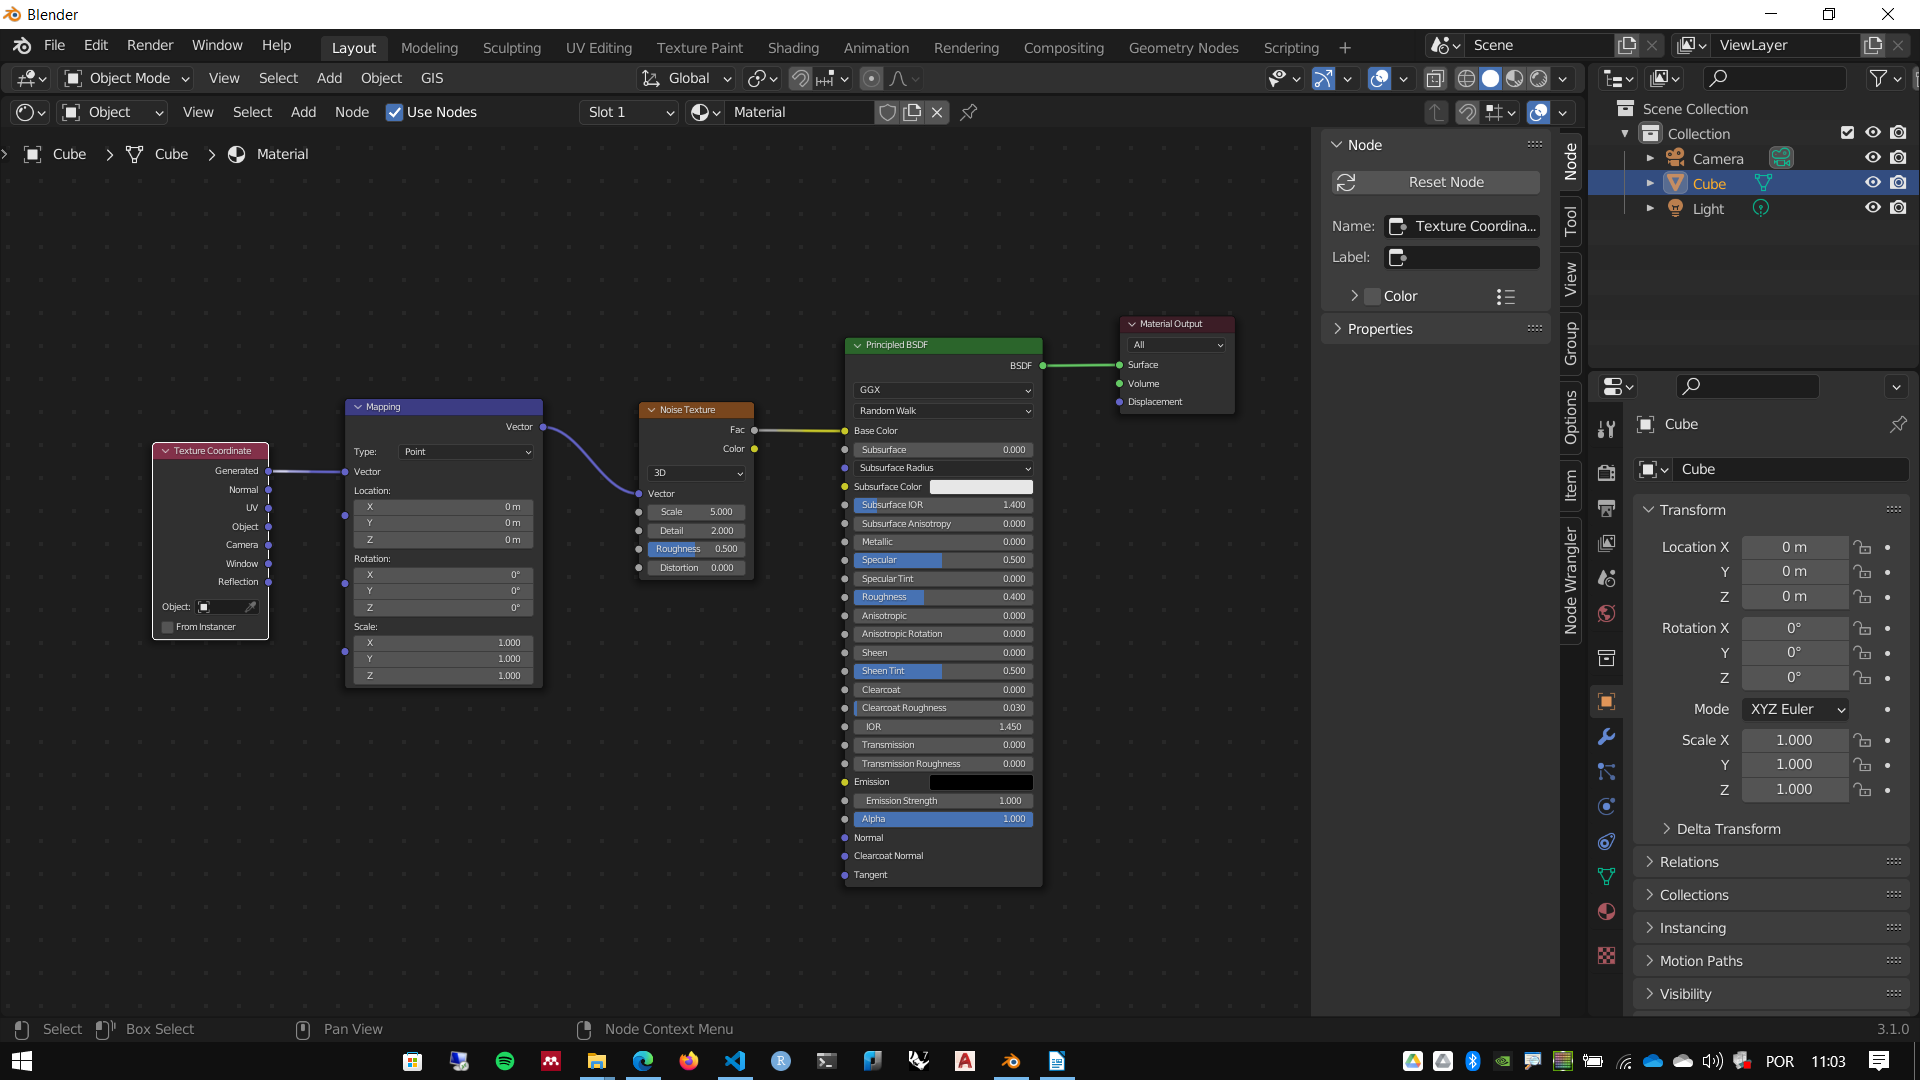 Blender
File Edit Render Window Help Layout Modeling Sculpting UV Editing Texture Paint Shading Animation Rendering Compositing Geometry Nodes Scripting + Scene ViewLayer
Object Mode View Select Add Object GIS Global
Object View Select Add Node Use Nodes Slot 1 Material
Cube > Cube > Material
Texture Coordinate
Generated
Normal
UV
Object
Camera
Window
Reflection
Object:
From Instancer
Mapping
Vector
Type: Point
Vector
Location:
X 0 m
Y 0 m
Z 0 m
Rotation:
X 0°
Y 0°
Z 0°
Scale:
X 1.000
Y 1.000
Z 1.000
Noise Texture
Fac
Color
3D
Vector
Scale 5.000
Detail 2.000
Roughness 0.500
Distortion 0.000
Principled BSDF
BSDF
GGX
Random Walk
Base Color
Subsurface 0.000
Subsurface Radius
Subsurface Color
Subsurface IOR 1.400
Subsurface Anisotropy 0.000
Metallic 0.000
Specular 0.500
Specular Tint 0.000
Roughness 0.400
Anisotropic 0.000
Anisotropic Rotation 0.000
Sheen 0.000
Sheen Tint 0.500
Clearcoat 0.000
Clearcoat Roughness 0.030
IOR 1.450
Transmission 0.000
Transmission Roughness 0.000
Emission
Emission Strength 1.000
Alpha 1.000
Normal
Clearcoat Normal
Tangent
Material Output
All
Surface
Volume
Displacement
Node
Reset Node
Name: Texture Coordina...
Label:
Color
Properties
Node
Tool
View
Group
Options
Item
Node Wrangler
Scene Collection
Collection
Camera
Cube
Light
Cube
Cube
Transform
Location X 0 m
Y 0 m
Z 0 m
Rotation X 0°
Y 0°
Z 0°
Mode XYZ Euler
Scale X 1.000
Y 1.000
Z 1.000
Delta Transform
Relations
Collections
Instancing
Motion Paths
Visibility
Select Box Select Pan View Node Context Menu 3.1.0
POR 11:03